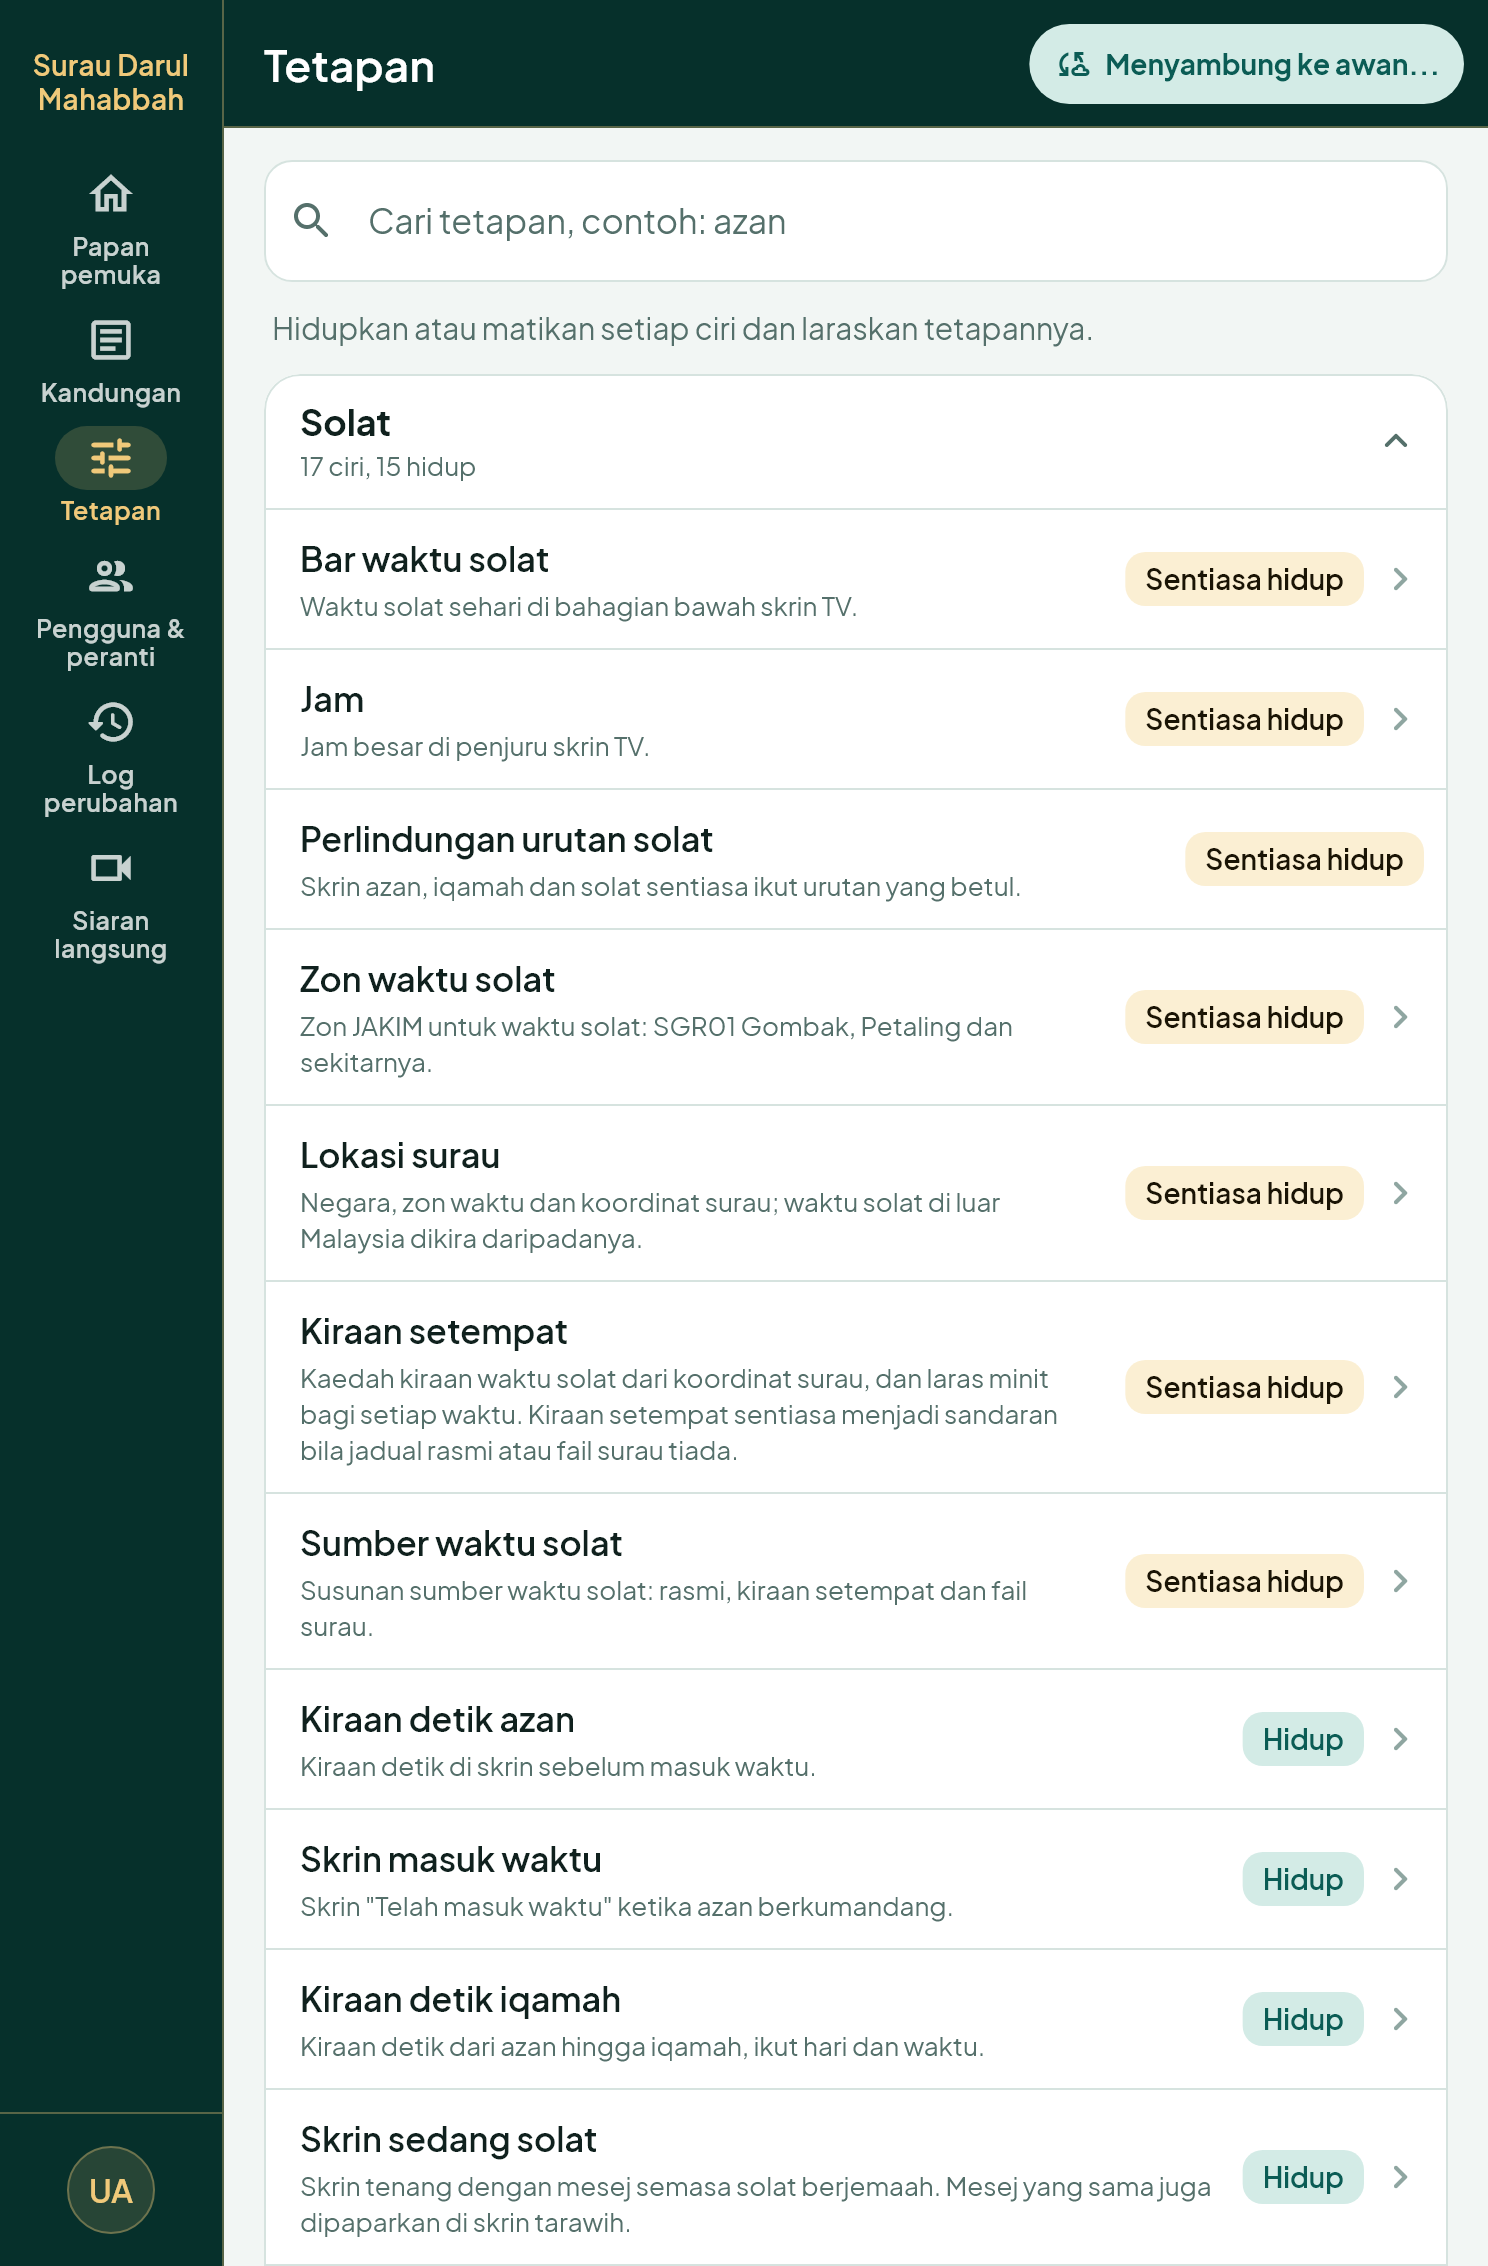 Surau Darul
Mahabbah
Papan
pemuka
Kandungan
Tetapan
Pengguna &
peranti
Log
perubahan
Siaran
langsung
UA
Tetapan
Menyambung ke awan...
Cari tetapan, contoh: azan
Hidupkan atau matikan setiap ciri dan laraskan tetapannya.
Solat
17 ciri, 15 hidup
Bar waktu solat
Waktu solat sehari di bahagian bawah skrin TV.
Sentiasa hidup
Jam
Jam besar di penjuru skrin TV.
Sentiasa hidup
Perlindungan urutan solat
Skrin azan, iqamah dan solat sentiasa ikut urutan yang betul.
Sentiasa hidup
Zon waktu solat
Zon JAKIM untuk waktu solat: SGR01 Gombak, Petaling dan
sekitarnya.
Sentiasa hidup
Lokasi surau
Negara, zon waktu dan koordinat surau; waktu solat di luar
Malaysia dikira daripadanya.
Sentiasa hidup
Kiraan setempat
Kaedah kiraan waktu solat dari koordinat surau, dan laras minit
bagi setiap waktu. Kiraan setempat sentiasa menjadi sandaran
bila jadual rasmi atau fail surau tiada.
Sentiasa hidup
Sumber waktu solat
Susunan sumber waktu solat: rasmi, kiraan setempat dan fail
surau.
Sentiasa hidup
Kiraan detik azan
Kiraan detik di skrin sebelum masuk waktu.
Hidup
Skrin masuk waktu
Skrin "Telah masuk waktu" ketika azan berkumandang.
Hidup
Kiraan detik iqamah
Kiraan detik dari azan hingga iqamah, ikut hari dan waktu.
Hidup
Skrin sedang solat
Skrin tenang dengan mesej semasa solat berjemaah. Mesej yang sama juga
dipaparkan di skrin tarawih.
Hidup